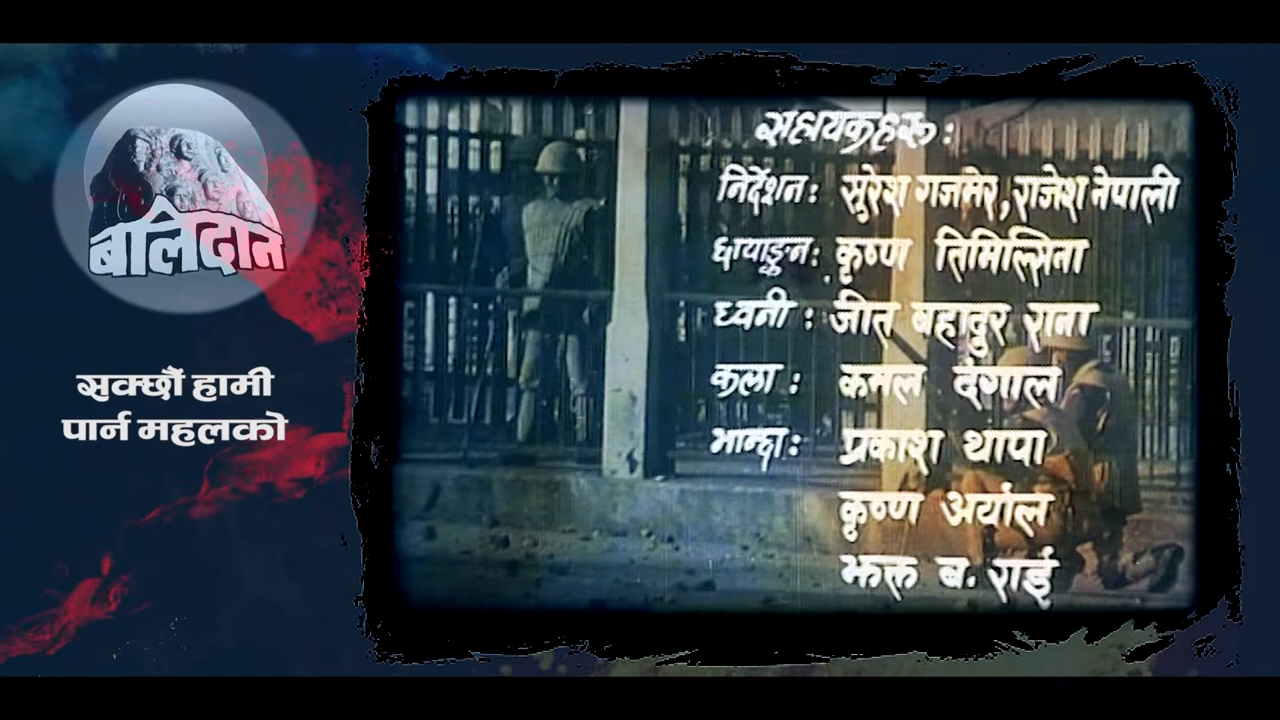 बलिदान
सक्छौं हामी
पार्न महलको
सहायकहरू :
निर्देशन : सुरेश गजमेर, राजेश नेपाली
छायाङ्कन : कृष्ण तिमिल्सिना
ध्वनी : जीत बहादुर राना
कला : कमल दंगाल
भान्छा : प्रकाश थापा
कृष्ण अर्याल
भक्त ब. राई